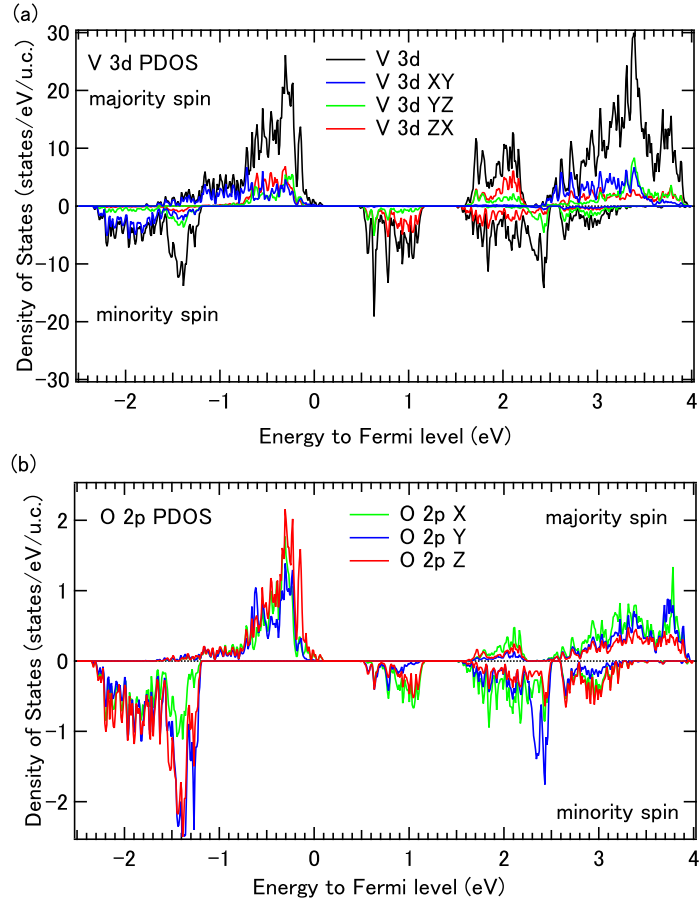 (a)
30
20
10
0
-10
-20
-30
Density of States (states/eV/u.c.)
V 3d PDOS
majority spin
minority spin
V 3d
V 3d XY
V 3d YZ
V 3d ZX
-2
-1
0
1
2
3
4
Energy to Fermi level (eV)
(b)
2
1
0
-1
-2
Density of States (states/eV/u.c.)
O 2p PDOS
O 2p X
O 2p Y
O 2p Z
majority spin
minority spin
-2
-1
0
1
2
3
4
Energy to Fermi level (eV)